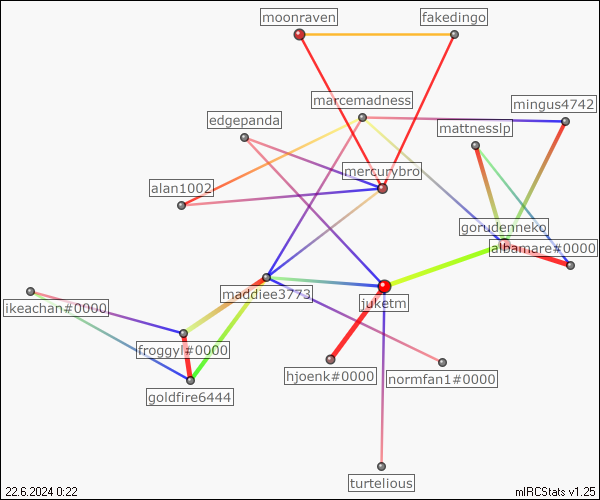 moonraven
fakedingo
marcemadness
mingus4742
edgepanda
mattnesslp
mercurybro
alan1002
gorudenneko
albamare#0000
maddiee3773
juketm
ikeachan#0000
froggyl#0000
hjoenk#0000
normfan1#0000
goldfire6444
turtelious
22.6.2024 0:22
mIRCStats v1.25